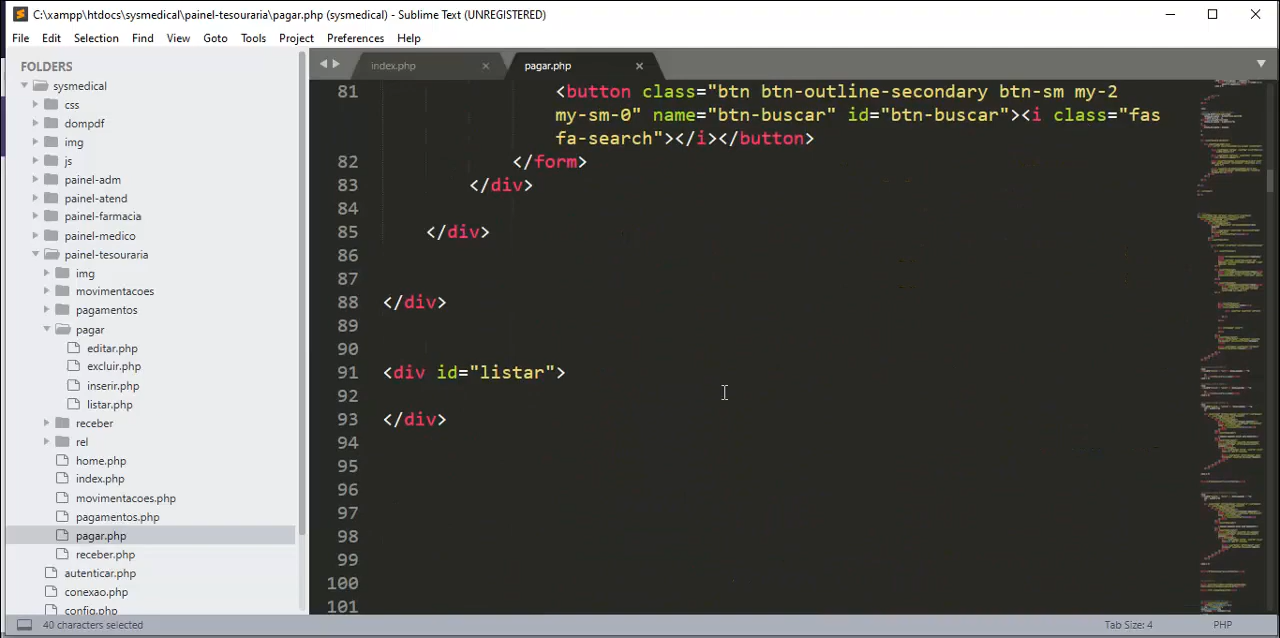 C:\xampp\htdocs\sysmedical\painel-tesouraria\pagar.php (sysmedical) - Sublime Text (UNREGISTERED)
File Edit Selection Find View Goto Tools Project Preferences Help
FOLDERS
sysmedical
css
dompdf
img
js
painel-adm
painel-atend
painel-farmacia
painel-medico
painel-tesouraria
img
movimentacoes
pagamentos
pagar
editar.php
excluir.php
inserir.php
listar.php
receber
rel
home.php
index.php
movimentacoes.php
pagamentos.php
pagar.php
receber.php
autenticar.php
conexao.php
config.php
index.php × pagar.php ×
81 <button class="btn btn-outline-secondary btn-sm my-2
my-sm-0" name="btn-buscar" id="btn-buscar"><i class="fas
fa-search"></i></button>
82 </form>
83 </div>
84
85 </div>
86
87
88 </div>
89
90
91 <div id="listar">
92
93 </div>
94
95
96
97
98
99
100
101
40 characters selected Tab Size: 4 PHP